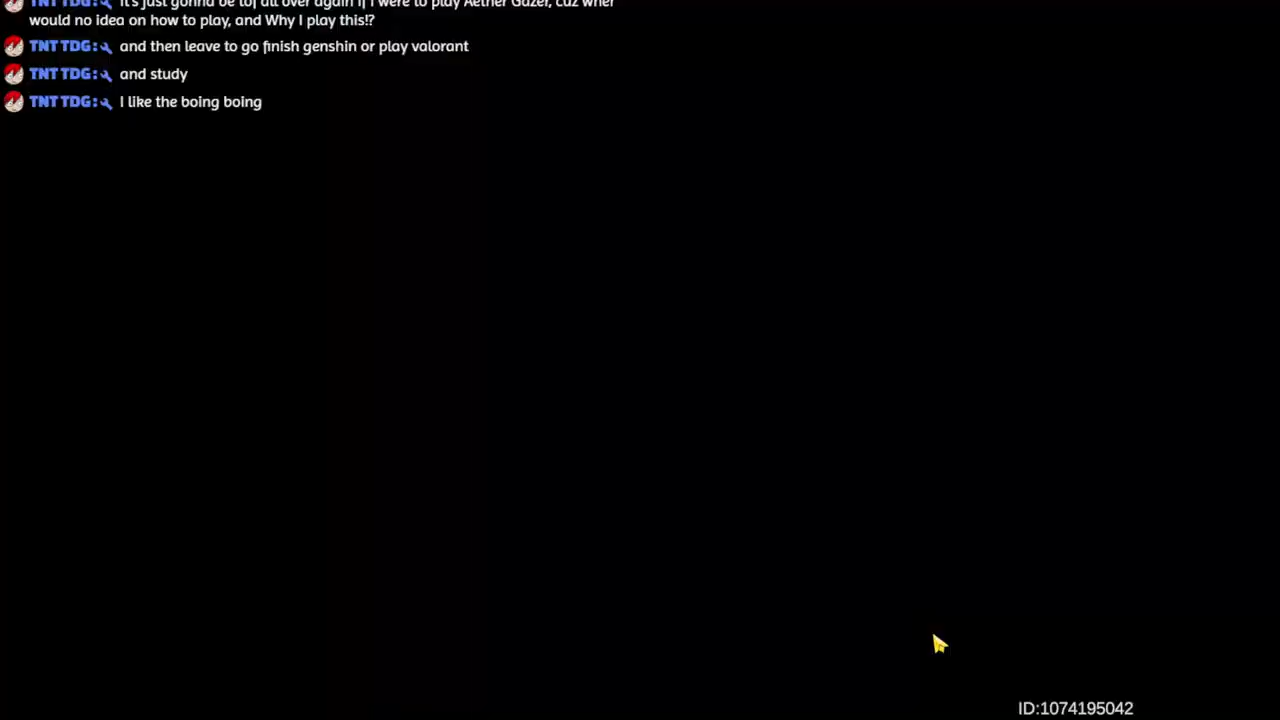 TNT TDG: It's just gonna be tof all over again if I were to play Aether Gazer, cuz when
would no idea on how to play, and Why I play this!?
TNT TDG: and then leave to go finish genshin or play valorant
TNT TDG: and study
TNT TDG: I like the boing boing
ID:1074195042